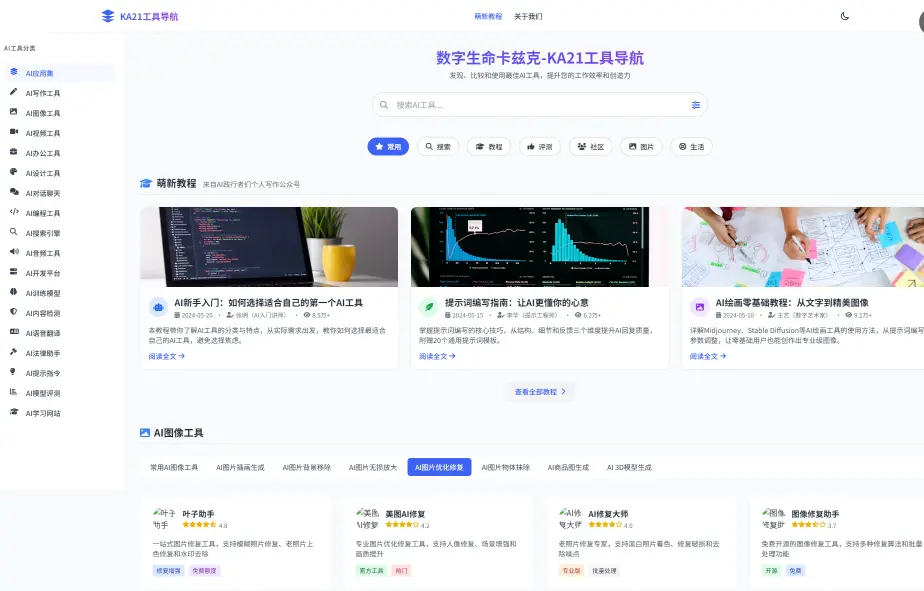 KA21工具导航
萌新教程 关于我们
AI工具分类
AI应用集
AI写作工具
AI图像工具
AI视频工具
AI办公工具
AI设计工具
AI对话聊天
AI编程工具
AI搜索引擎
AI音频工具
AI开发平台
AI训练模型
AI内容检测
AI语音翻译
AI法律助手
AI提示指令
AI模型评测
AI学习网站
数字生命卡兹克-KA21工具导航
发现、比较和使用最佳AI工具，提升您的工作效率和创造力
搜索AI工具...
常用 搜索 教程 评测 社区 图片 生活
萌新教程 来自AI践行者们个人写作公众号
AI新手入门：如何选择适合自己的第一个AI工具
2024-05-20 • 张明（AI入门讲师） • 8,575+
本教程带你了解AI工具的分类与特点，从实际需求出发，教你如何选择最适合
自己的AI工具，避免选择焦虑。
阅读全文
提示词编写指南：让AI更懂你的心意
2024-05-15 • 李华（提示工程师） • 6,275+
掌握提示词编写的核心技巧，从结构、细节和反馈三个维度提升AI回复质量，
附赠20个通用提示词模板。
阅读全文
AI绘画零基础教程：从文字到精美图像
2024-05-10 • 王艺（数字艺术家） • 9,175+
详解Midjourney、Stable Diffusion等AI绘画工具的使用方法，从提示词编写
参数调整，让零基础用户也能创作出专业级图像。
阅读全文
查看全部教程
AI图像工具
常用AI图像工具 AI图片插画生成 AI图片背景移除 AI图片无损放大 AI图片优化修复 AI图片物体抹除 AI商品图生成 AI 3D模型生成
叶子
助手
叶子助手
4.8
一站式图片修复工具，支持模糊照片修复、老照片上
色修复和水印去除
修复增强 免费额度
美图
AI修复
美图AI修复
4.2
专业图片优化修复工具，支持人像修复、场景增强和
画质提升
官方工具 热门
AI修
复大师
AI修复大师
4.0
老照片修复专家，支持黑白照片着色、修复破损和去
除噪点
专业版 批量处理
图像
修复助
图像修复助手
3.7
免费开源的图像修复工具，支持多种修复算法和批量
处理功能
开源 免费